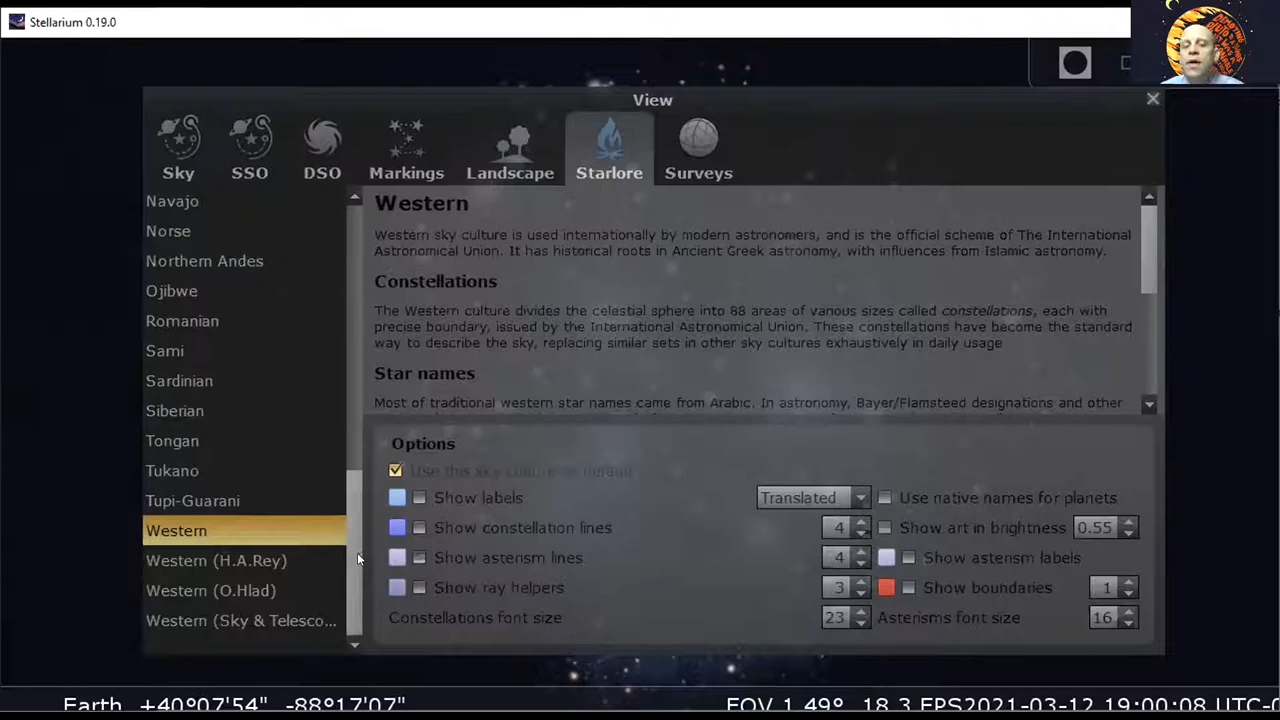 Stellarium 0.19.0
View
Sky
SSO
DSO
Markings
Landscape
Starlore
Surveys
Navajo
Norse
Northern Andes
Ojibwe
Romanian
Sami
Sardinian
Siberian
Tongan
Tukano
Tupi-Guarani
Western
Western (H.A.Rey)
Western (O.Hlad)
Western (Sky & Telesco...
Western
Western sky culture is used internationally by modern astronomers, and is the official scheme of The International
Astronomical Union. It has historical roots in Ancient Greek astronomy, with influences from Islamic astronomy.
Constellations
The Western culture divides the celestial sphere into 88 areas of various sizes called constellations, each with
precise boundary, issued by the International Astronomical Union. These constellations have become the standard
way to describe the sky, replacing similar sets in other sky cultures exhaustively in daily usage
Star names
Most of traditional western star names came from Arabic. In astronomy, Bayer/Flamsteed designations and other
Options
Use this sky culture as default
Show labels
Translated
Use native names for planets
Show constellation lines
4
Show art in brightness
0.55
Show asterism lines
4
Show asterism labels
Show ray helpers
3
Show boundaries
1
Constellations font size
23
Asterisms font size
16
Earth, +40°07'54", -88°17'07"
FOV 1.49° 18.3 FPS 2021-03-12 19:00:08 UTC-0